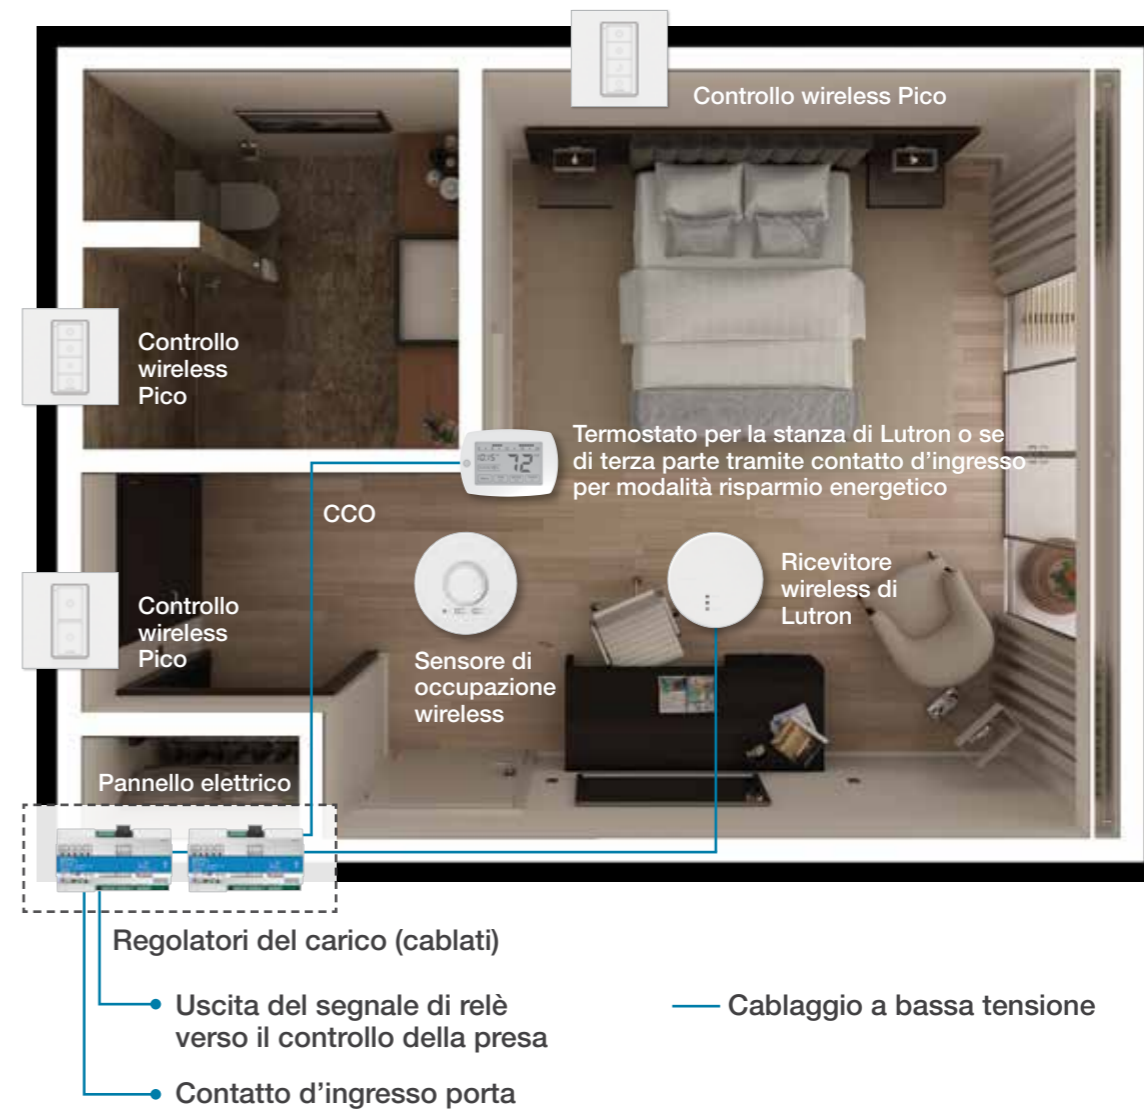 Controllo wireless Pico
Controllo
wireless
Pico
Termostato per la stanza di Lutron o se
di terza parte tramite contatto d’ingresso
per modalità risparmio energetico
72
CCO
Ricevitore
wireless di
Lutron
Controllo
wireless
Pico
Sensore di
occupazione
wireless
Pannello elettrico
Regolatori del carico (cablati)
Uscita del segnale di relè
verso il controllo della presa
Cablaggio a bassa tensione
Contatto d’ingresso porta